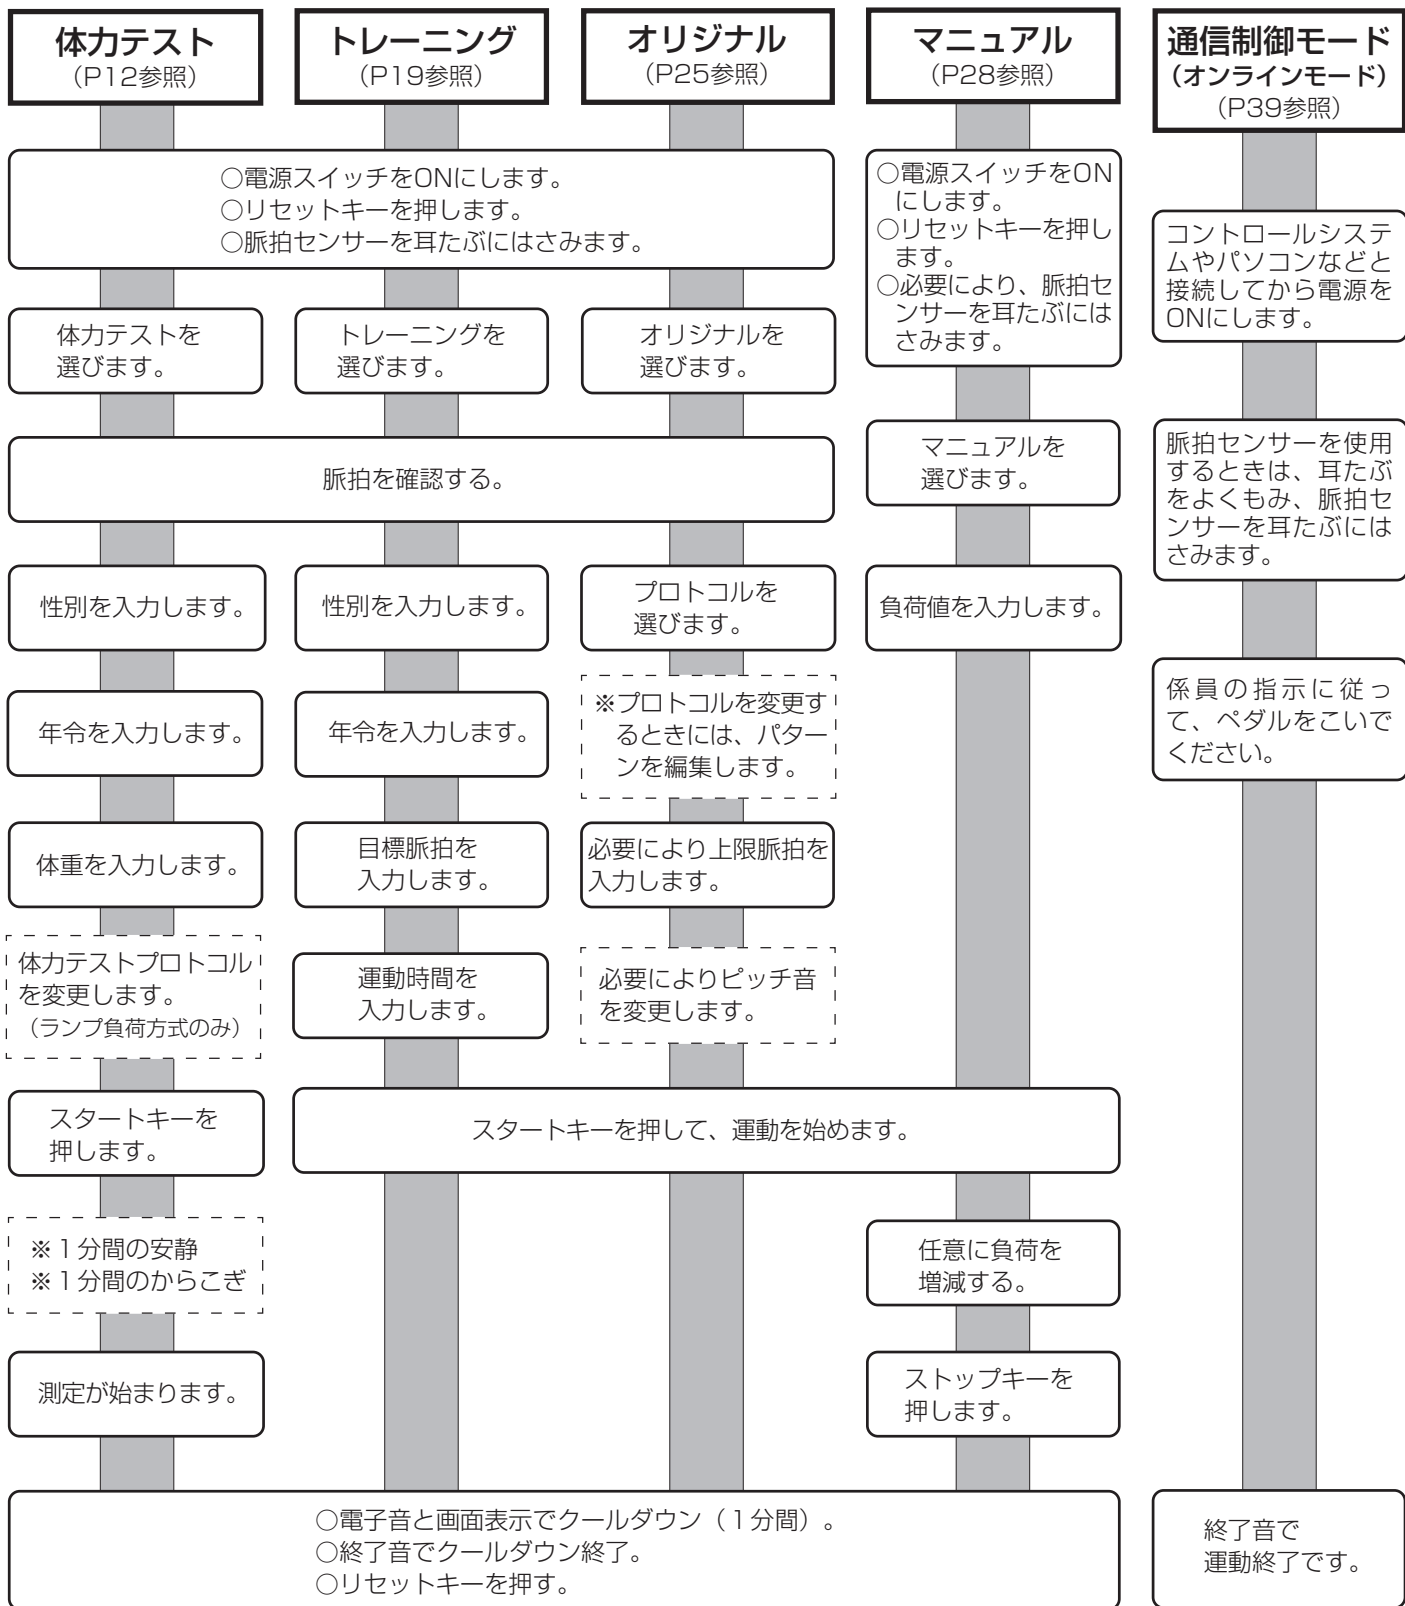 体力テスト
(P12参照)
トレーニング
(P19参照)
オリジナル
(P25参照)
マニュアル
(P28参照)
通信制御モード
(オンラインモード)
(P39参照)
○電源スイッチをONにします。
○リセットキーを押します。
○脈拍センサーを耳たぶにはさみます。
○電源スイッチをON
にします。
○リセットキーを押し
ます。
○必要により、脈拍セ
ンサーを耳たぶには
さみます。
コントロールシステ
ムやパソコンなどと
接続してから電源を
ONにします。
体力テストを
選びます。
トレーニングを
選びます。
オリジナルを
選びます。
脈拍を確認する。
マニュアルを
選びます。
脈拍センサーを使用
するときは、耳たぶ
をよくもみ、脈拍セ
ンサーを耳たぶには
さみます。
性別を入力します。
性別を入力します。
プロトコルを
選びます。
負荷値を入力します。
年令を入力します。
年令を入力します。
※プロトコルを変更す
るときには、パター
ンを編集します。
係員の指示に従っ
て、ペダルをこいで
ください。
体重を入力します。
目標脈拍を
入力します。
必要により上限脈拍を
入力します。
体力テストプロトコル
を変更します。
(ランプ負荷方式のみ)
運動時間を
入力します。
必要によりピッチ音
を変更します。
スタートキーを
押します。
スタートキーを押して、運動を始めます。
※1分間の安静
※1分間のからこぎ
任意に負荷を
増減する。
測定が始まります。
ストップキーを
押します。
○電子音と画面表示でクールダウン(1分間)。
○終了音でクールダウン終了。
○リセットキーを押す。
終了音で
運動終了です。